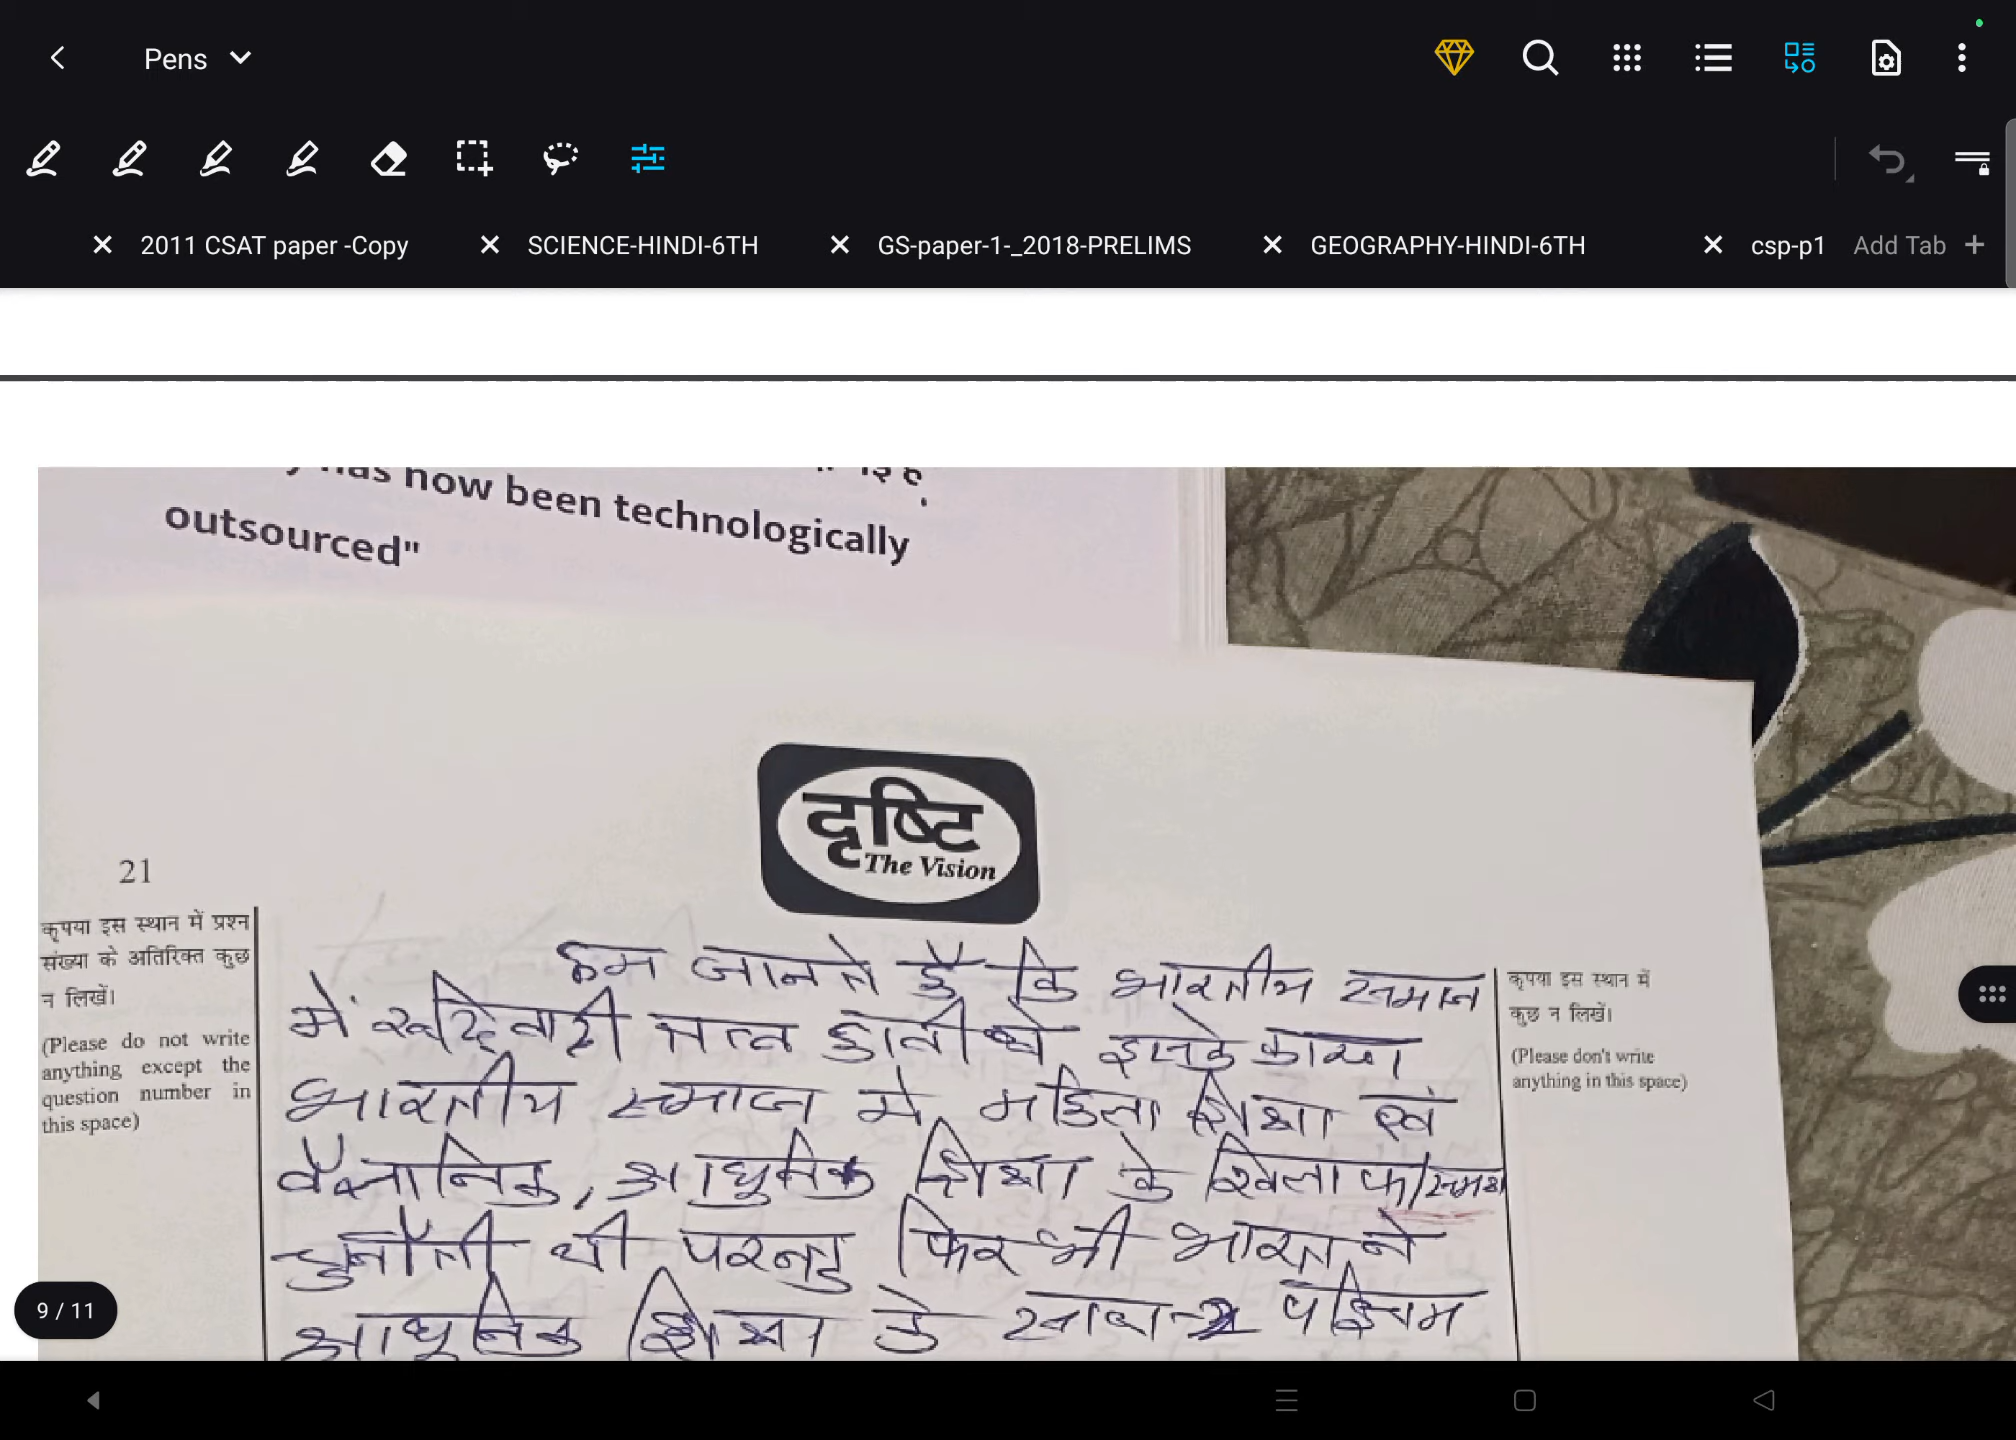 Pens
2011 CSAT paper -Copy
SCIENCE-HINDI-6TH
GS-paper-1-_2018-PRELIMS
GEOGRAPHY-HINDI-6TH
csp-p1
Add Tab
has now been technologically
outsourced"
दृष्टि
The Vision
21
कृपया इस स्थान में प्रश्न
संख्या के अतिरिक्त कुछ
न लिखें।
(Please do not write
anything except the
question number in
this space)
हम जानते है कि भारतीय समाज
में रूढ़िवादी तत्व हावी थे इसके कारण
भारतीय समाज में महिला शिक्षा एवं
वैज्ञानिक, आधुनिक शिक्षा के खिलाफ/समक्ष
चुनौती थी परन्तु फिर भी भारत ने
आधुनिक शिक्षा के साथ-2 पश्चिम
कृपया इस स्थान में
कुछ न लिखें।
(Please don't write
anything in this space)
9 / 11